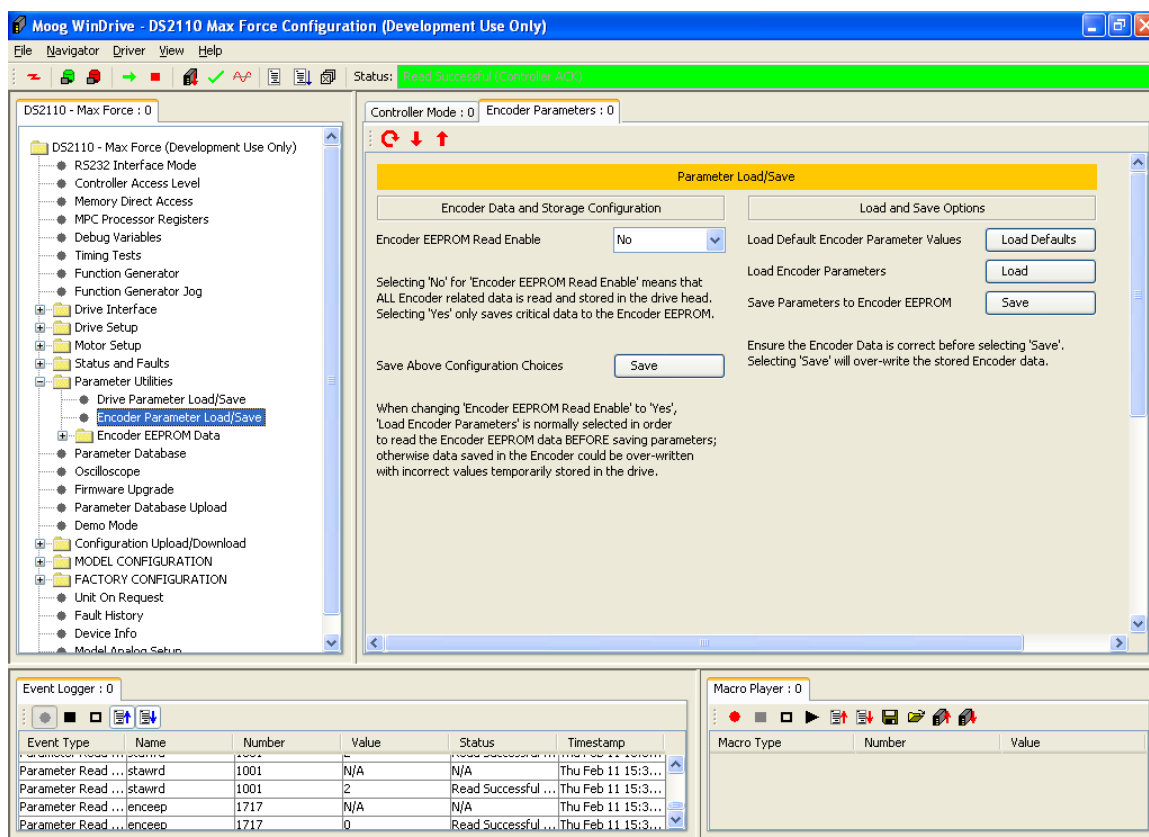 Moog WinDrive - DS2110 Max Force Configuration (Development Use Only)
File Navigator Driver View Help
Status: Read Successful (Controller ACK)
DS2110 - Max Force : 0
DS2110 - Max Force (Development Use Only)
RS232 Interface Mode
Controller Access Level
Memory Direct Access
MPC Processor Registers
Debug Variables
Timing Tests
Function Generator
Function Generator Jog
Drive Interface
Drive Setup
Motor Setup
Status and Faults
Parameter Utilities
Drive Parameter Load/Save
Encoder Parameter Load/Save
Encoder EEPROM Data
Parameter Database
Oscilloscope
Firmware Upgrade
Parameter Database Upload
Demo Mode
Configuration Upload/Download
MODEL CONFIGURATION
FACTORY CONFIGURATION
Unit On Request
Fault History
Device Info
Model Analog Setup
Controller Mode : 0 Encoder Parameters : 0
Parameter Load/Save
Encoder Data and Storage Configuration
Encoder EEPROM Read Enable No
Selecting 'No' for 'Encoder EEPROM Read Enable' means that
ALL Encoder related data is read and stored in the drive head.
Selecting 'Yes' only saves critical data to the Encoder EEPROM.
Save Above Configuration Choices Save
When changing 'Encoder EEPROM Read Enable' to 'Yes',
'Load Encoder Parameters' is normally selected in order
to read the Encoder EEPROM data BEFORE saving parameters;
otherwise data saved in the Encoder could be over-written
with incorrect values temporarily stored in the drive.
Load and Save Options
Load Default Encoder Parameter Values Load Defaults
Load Encoder Parameters Load
Save Parameters to Encoder EEPROM Save
Ensure the Encoder Data is correct before selecting 'Save'.
Selecting 'Save' will over-write the stored Encoder data.
Event Logger : 0
Event Type Name Number Value Status Timestamp
Parameter Read ... stawrd 1001 N/A N/A Thu Feb 11 15:3...
Parameter Read ... stawrd 1001 2 Read Successful ... Thu Feb 11 15:3...
Parameter Read ... enceep 1717 N/A N/A Thu Feb 11 15:3...
Parameter Read ... enceep 1717 0 Read Successful ... Thu Feb 11 15:3...
Macro Player : 0
Macro Type Number Value